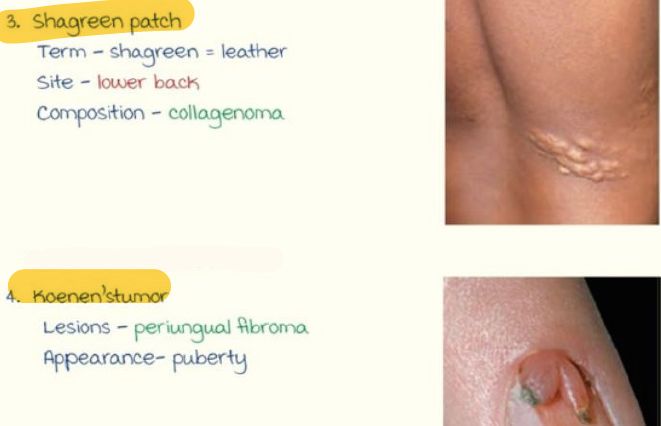 3. Shagreen patch
Term - shagreen = leather
Site - lower back
Composition - collagenoma
4. Koenen'stumor
Lesions - periungual fibroma
Appearance- puberty